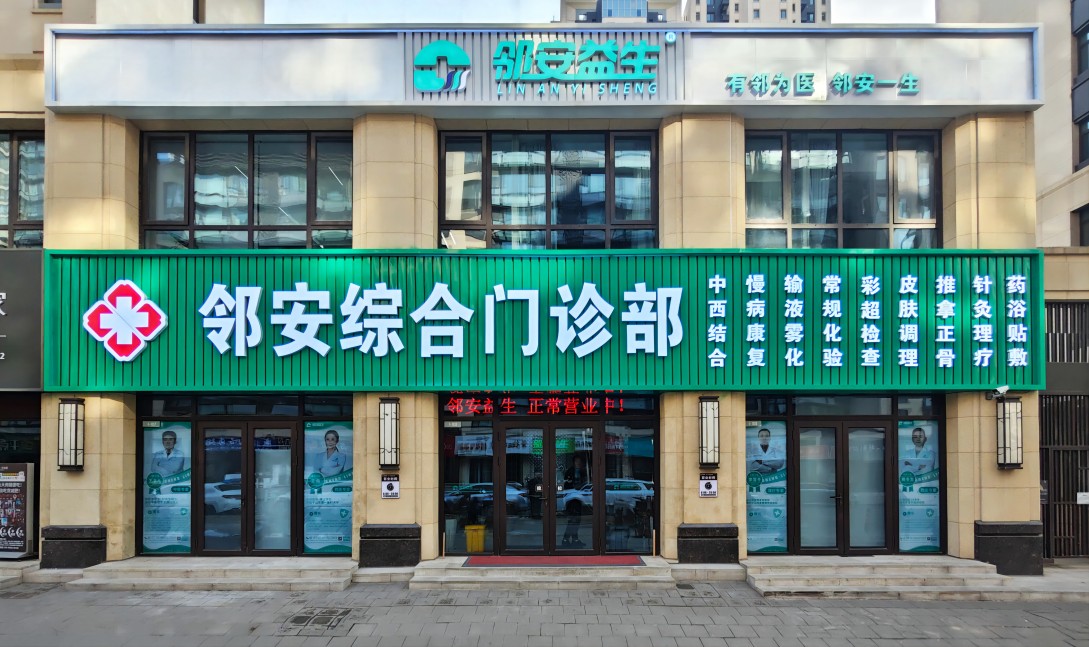 邻安益生®
LIN AN YI SHENG
有邻为医 邻安一生
邻安综合门诊部
中西结合
慢病康复
输液雾化
常规化验
彩超检查
皮肤调理
推拿正骨
针灸理疗
药浴贴敷
邻安益生 正常营业中!